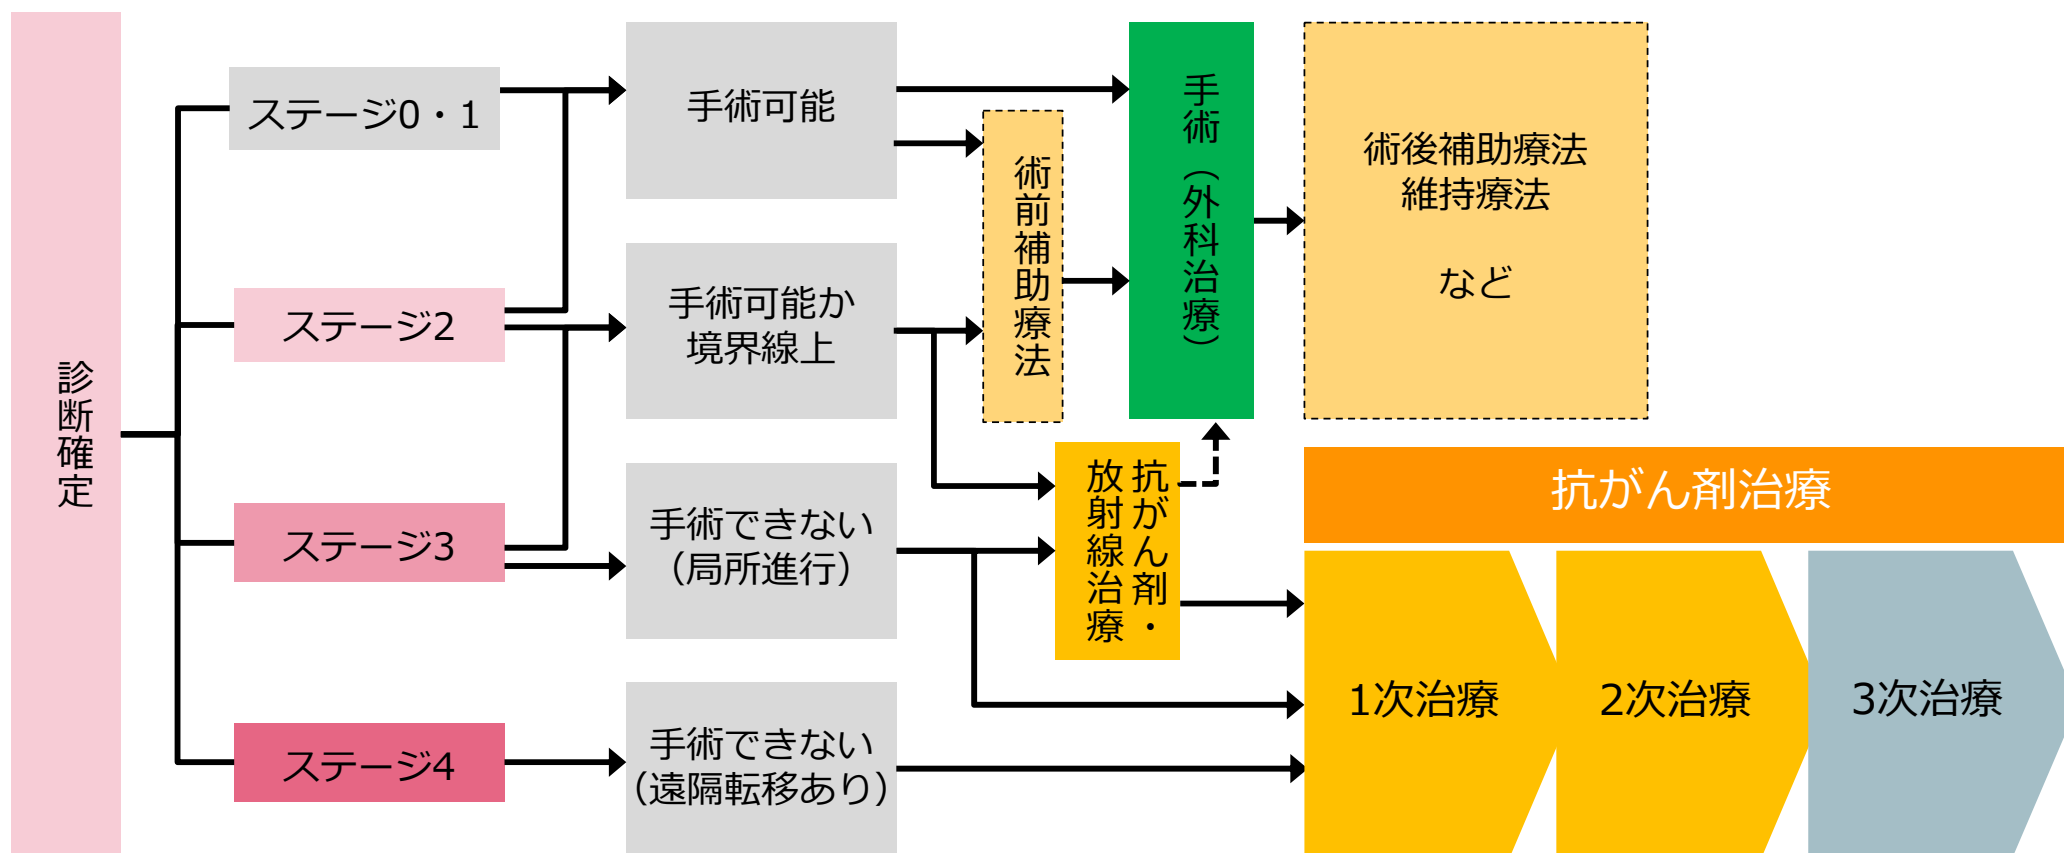 診断確定
ステージ0・1
ステージ2
ステージ3
ステージ4
手術可能
手術可能か
境界線上
手術できない
（局所進行）
手術できない
（遠隔転移あり）
術前補助療法
抗がん剤・
放射線治療
手術（外科治療）
術後補助療法
維持療法
など
抗がん剤治療
1次治療
2次治療
3次治療